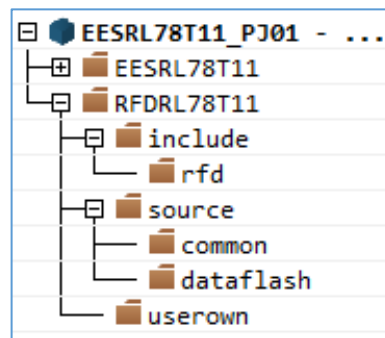 EESRL78T11_PJ01 - ...
EESRL78T11
RFDRL78T11
include
rfd
source
common
dataflash
userown